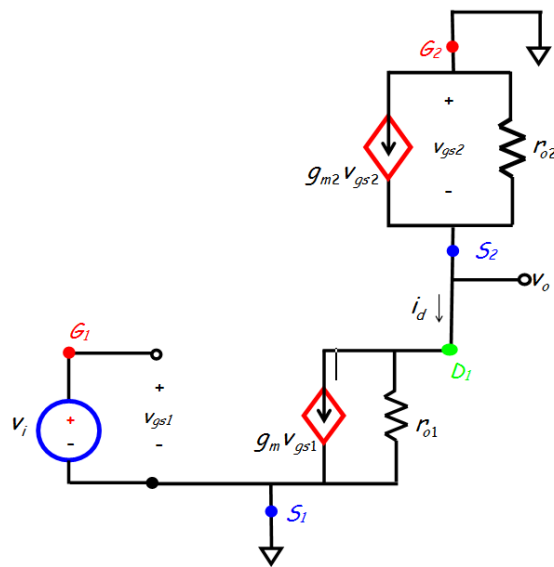 G2
+
vgs2
-
gm2 vgs2
ro2
S2
vo
id
G1
D1
+
vi
-
+
vgs1
-
gm vgs1
ro1
S1